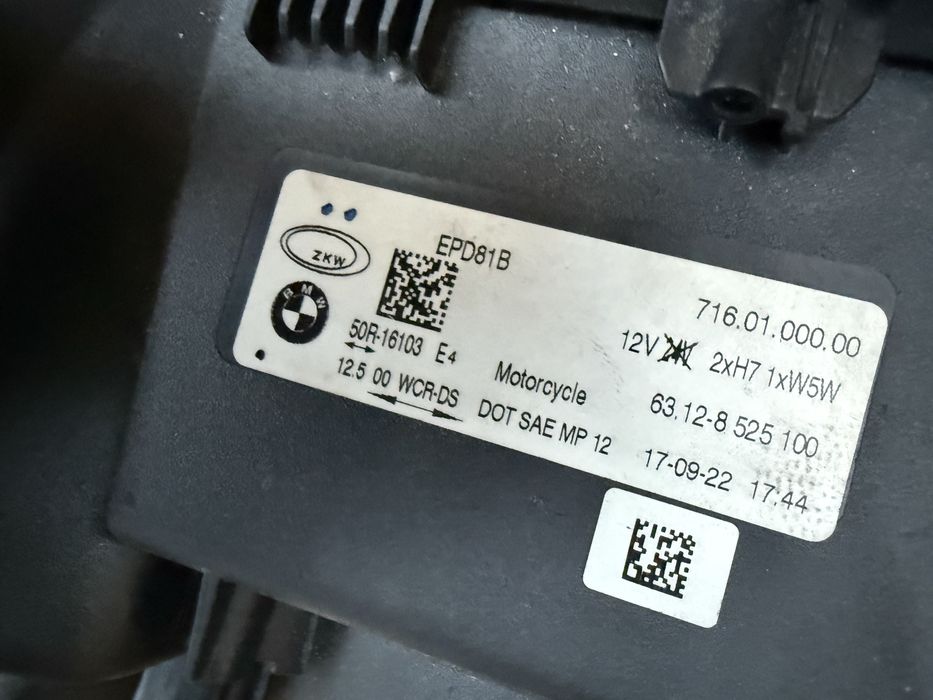 ZKW
BMW
EPD81B
50R-16103 E4
12.5 00 WCR-DS
Motorcycle
DOT SAE MP 12
716.01.000.00
12V 2xH7 1xW5W
63.12-8 525 100
17-09-22 17:44